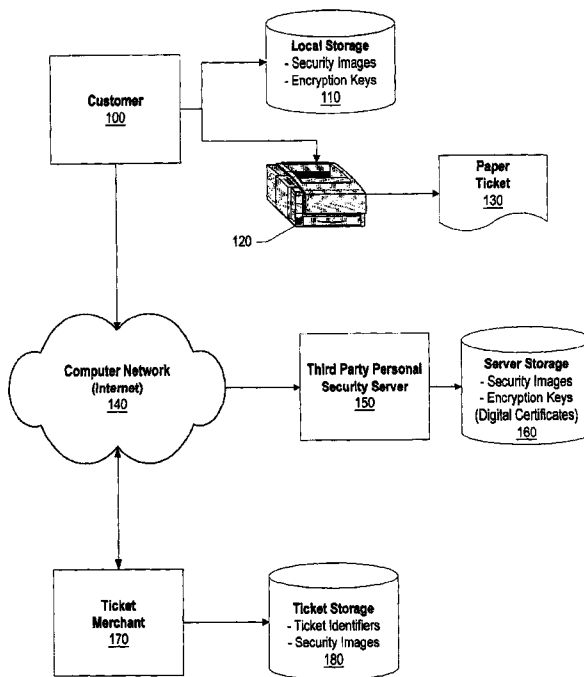 Local Storage
- Security Images
- Encryption Keys
110
Customer
100
Paper
Ticket
130
120
Computer Network
(Internet)
140
Third Party Personal
Security Server
150
Server Storage
- Security Images
- Encryption Keys
(Digital Certificates)
160
Ticket
Merchant
170
Ticket Storage
- Ticket Identifiers
- Security Images
180